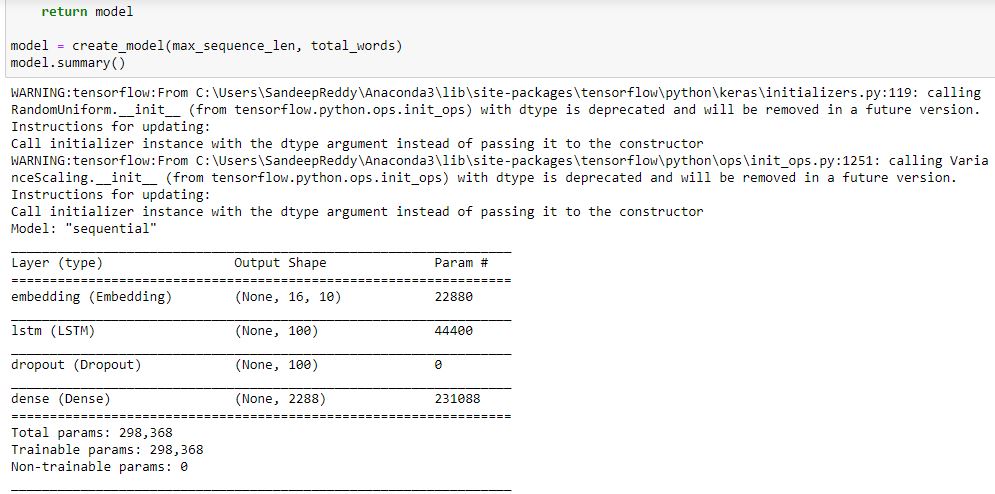 return model
model = create_model(max_sequence_len, total_words)
model.summary()
WARNING:tensorflow:From C:\Users\SandeepReddy\Anaconda3\lib\site-packages\tensorflow\python\keras\initializers.py:119: calling
RandomUniform.__init__ (from tensorflow.python.ops.init_ops) with dtype is deprecated and will be removed in a future version.
Instructions for updating:
Call initializer instance with the dtype argument instead of passing it to the constructor
WARNING:tensorflow:From C:\Users\SandeepReddy\Anaconda3\lib\site-packages\tensorflow\python\ops\init_ops.py:1251: calling Varia
nceScaling.__init__ (from tensorflow.python.ops.init_ops) with dtype is deprecated and will be removed in a future version.
Instructions for updating:
Call initializer instance with the dtype argument instead of passing it to the constructor
Model: "sequential"
_________________________________________________________________
Layer (type) Output Shape Param #
=================================================================
embedding (Embedding) (None, 16, 10) 22880
_________________________________________________________________
lstm (LSTM) (None, 100) 44400
_________________________________________________________________
dropout (Dropout) (None, 100) 0
_________________________________________________________________
dense (Dense) (None, 2288) 231088
=================================================================
Total params: 298,368
Trainable params: 298,368
Non-trainable params: 0
_________________________________________________________________